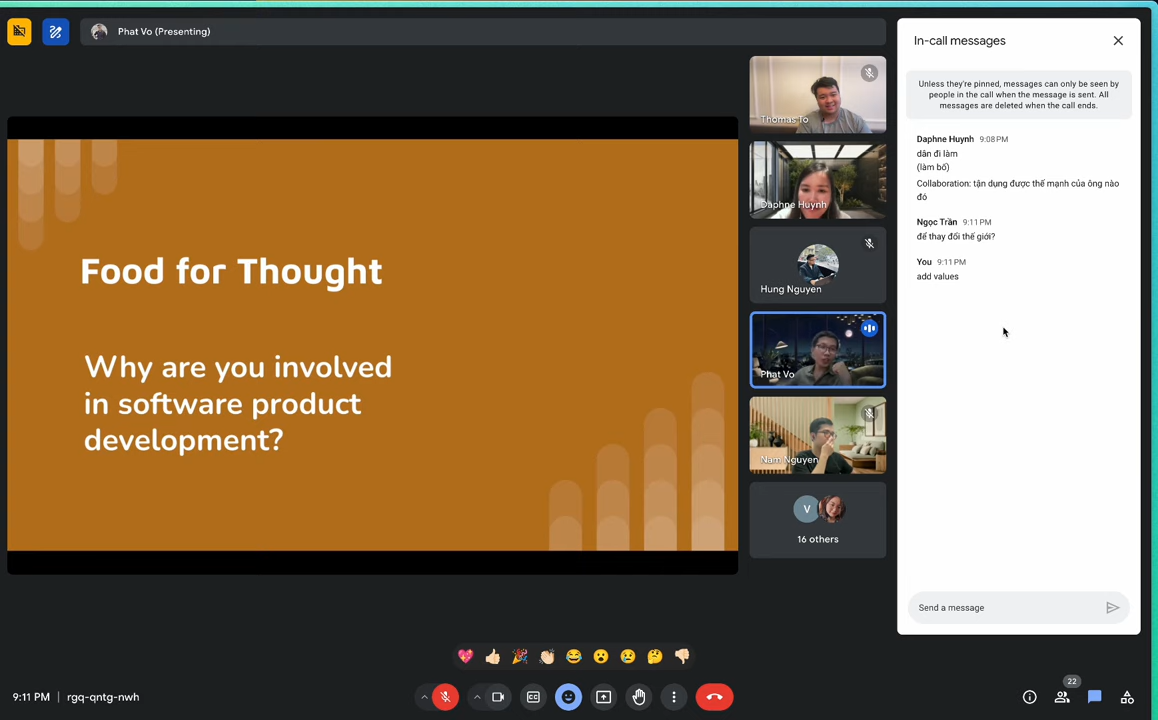 Phat Vo (Presenting)
Food for Thought
Why are you involved
in software product
development?
Thomas To
Daphne Huynh
Hung Nguyen
Phat Vo
Nam Nguyen
V
16 others
In-call messages
Unless they're pinned, messages can only be seen by
people in the call when the message is sent. All
messages are deleted when the call ends.
Daphne Huynh 9:08 PM
dân đi làm
(làm bổ)
Collaboration: tận dụng được thế mạnh của ông nào
đó
Ngọc Trần 9:11 PM
để thay đổi thế giới?
You 9:11 PM
add values
Send a message
9:11 PM | rgq-qntg-nwh
22